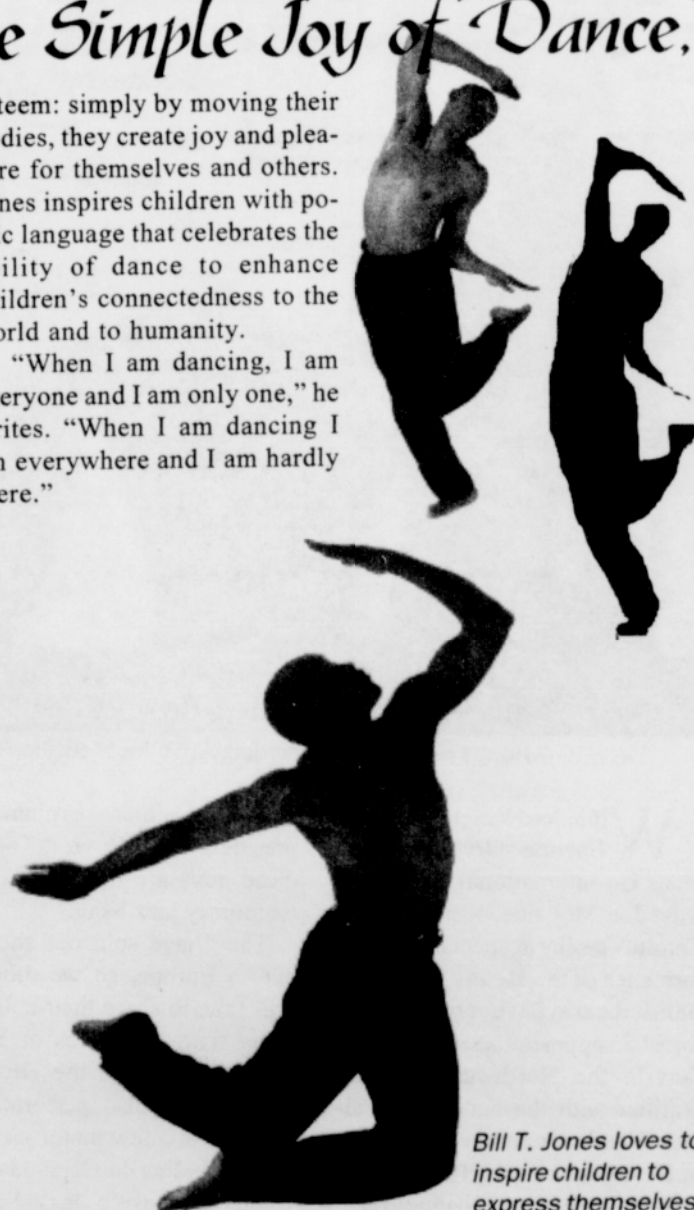 e Simple Joy of Dance.
teem: simply by moving their
dies, they create joy and plea-
re for themselves and others.
nes inspires children with po-
ic language that celebrates the
ility of dance to enhance
ildren's connectedness to the
orld and to humanity.
"When I am dancing, I am
eryone and I am only one," he
rites. "When I am dancing I
n everywhere and I am hardly
ere."
Bill T. Jones loves to
inspire children to
express themselves